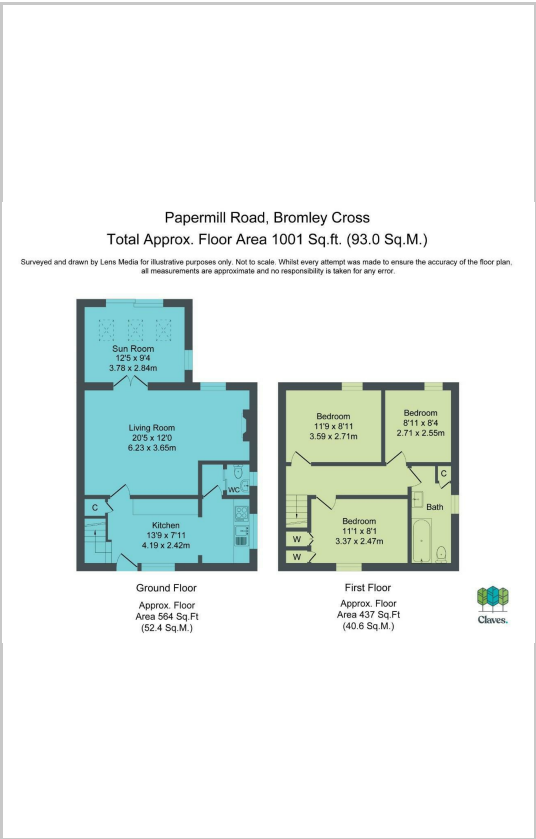 Papermill Road, Bromley Cross
Total Approx. Floor Area 1001 Sq.ft. (93.0 Sq.M.)
Surveyed and drawn by Lens Media for illustrative purposes only. Not to scale. Whilst every attempt was made to ensure the accuracy of the floor plan,
all measurements are approximate and no responsibility is taken for any error.
Sun Room
12'5 x 9'4
3.78 x 2.84m
Living Room
20'5 x 12'0
6.23 x 3.65m
WC
C
Kitchen
13'9 x 7'11
4.19 x 2.42m
Ground Floor
Approx. Floor
Area 564 Sq.Ft
(52.4 Sq.M.)
Bedroom
11'9 x 8'11
3.59 x 2.71m
Bedroom
8'11 x 8'4
2.71 x 2.55m
C
Bath
Bedroom
11'1 x 8'1
3.37 x 2.47m
W
W
First Floor
Approx. Floor
Area 437 Sq.Ft
(40.6 Sq.M.)
Claves.